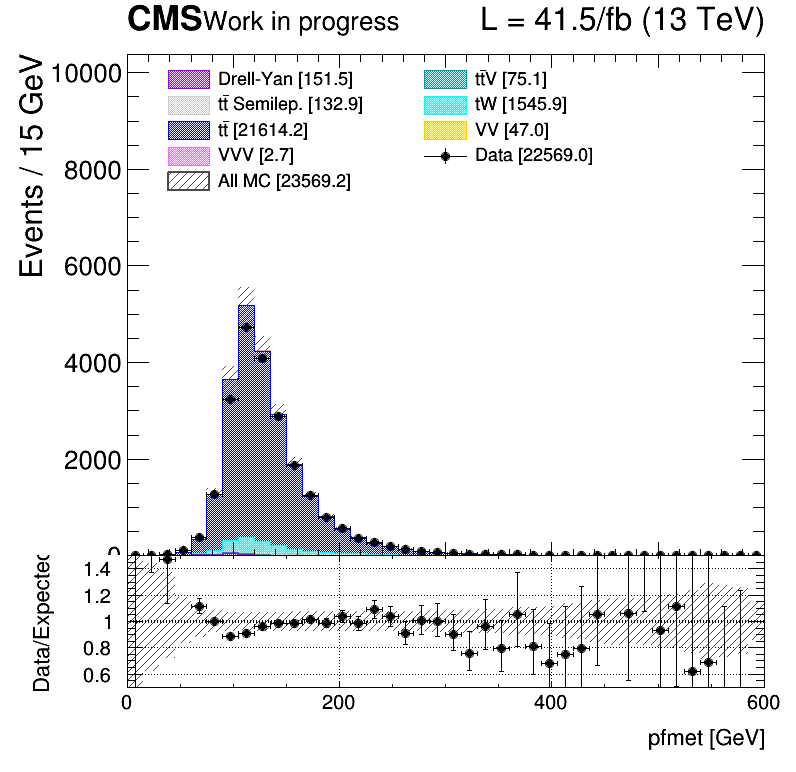 CMS Work in progress L = 41.5/fb (13 TeV)
Events / 15 GeV
10000
8000
6000
4000
2000
0
Drell-Yan [151.5]
tt̄ Semilep. [132.9]
tt̄ [21614.2]
VVV [2.7]
All MC [23569.2]
tt̄V [75.1]
tW [1545.9]
VV [47.0]
Data [22569.0]
Data/Expected
1.4
1.2
1
0.8
0.6
0 200 400 600
pfmet [GeV]